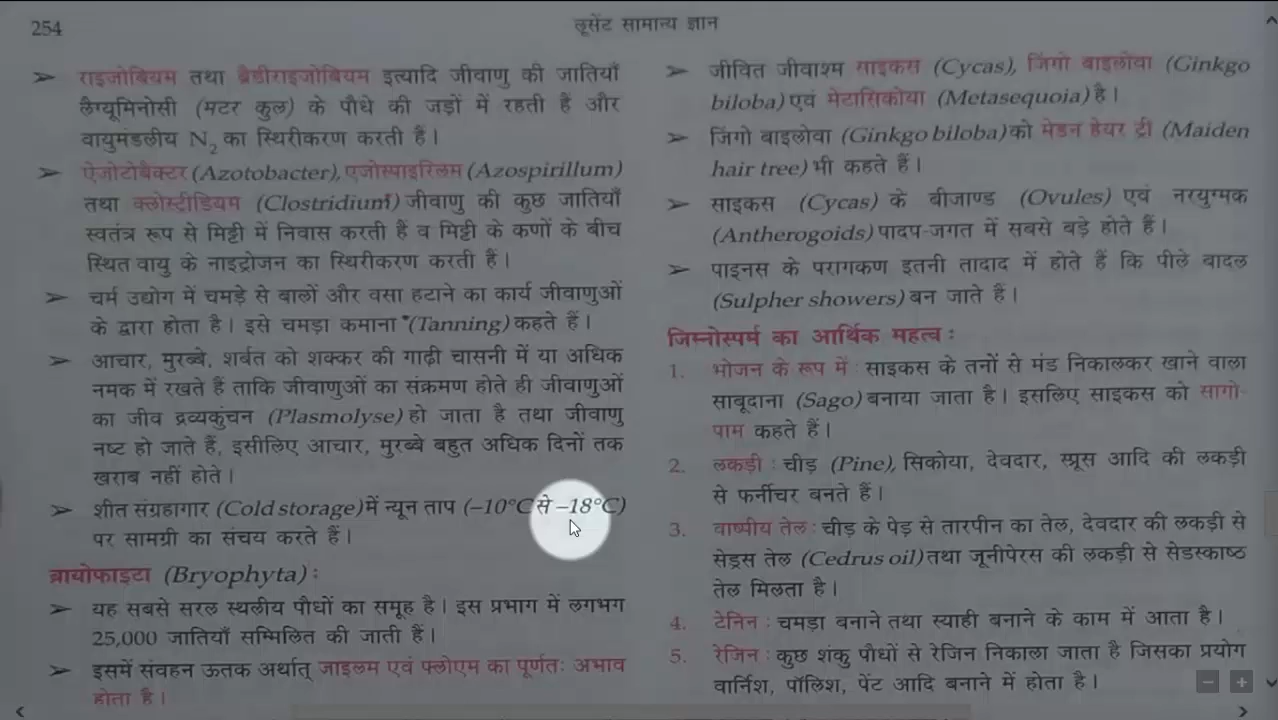 254
लूसेंट सामान्य ज्ञान
➢ राइजोबियम तथा ब्रैडीराइजोबियम इत्यादि जीवाणु की जातियाँ
लैग्यूमिनोसी (मटर कुल) के पौधे की जड़ों में रहती हैं और
वायुमंडलीय N₂ का स्थिरीकरण करती हैं।
➢ ऐजोटोबैक्टर (Azotobacter), एजोस्पाइरिलम (Azospirillum)
तथा क्लोस्ट्रीडियम (Clostridium) जीवाणु की कुछ जातियाँ
स्वतंत्र रूप से मिट्टी में निवास करती हैं व मिट्टी के कणों के बीच
स्थित वायु के नाइट्रोजन का स्थिरीकरण करती हैं।
➢ चर्म उद्योग में चमड़े से बालों और वसा हटाने का कार्य जीवाणुओं
के द्वारा होता है। इसे चमड़ा कमाना (Tanning) कहते हैं।
➢ आचार, मुरब्बे, शर्बत को शक्कर की गाढ़ी चासनी में या अधिक
नमक में रखते हैं ताकि जीवाणुओं का संक्रमण होते ही जीवाणुओं
का जीव द्रव्यकुंचन (Plasmolyse) हो जाता है तथा जीवाणु
नष्ट हो जाते हैं, इसीलिए आचार, मुरब्बे बहुत अधिक दिनों तक
खराब नहीं होते।
➢ शीत संग्रहागार (Cold storage) में न्यून ताप (–10°C से –18°C)
पर सामग्री का संचय करते हैं।
ब्रायोफाइटा (Bryophyta) :
➢ यह सबसे सरल स्थलीय पौधों का समूह है। इस प्रभाग में लगभग
25,000 जातियाँ सम्मिलित की जाती हैं।
➢ इसमें संवहन ऊतक अर्थात् जाइलम एवं फ्लोएम का पूर्णतः अभाव
होता है।
➢ जीवित जीवाश्म साइकस (Cycas), जिंगो बाइलोवा (Ginkgo
biloba) एवं मेटासिकोया (Metasequoia) है।
➢ जिंगो बाइलोवा (Ginkgo biloba) को मेडन हेयर ट्री (Maiden
hair tree) भी कहते हैं।
➢ साइकस (Cycas) के बीजाण्ड (Ovules) एवं नरयुग्मक
(Antherogoids) पादप-जगत में सबसे बड़े होते हैं।
➢ पाइनस के परागकण इतनी तादाद में होते हैं कि पीले बादल
(Sulpher showers) बन जाते हैं।
जिम्नोस्पर्म का आर्थिक महत्व :
1. भोजन के रूप में : साइकस के तनों से मंड निकालकर खाने वाला
साबूदाना (Sago) बनाया जाता है। इसलिए साइकस को सागो-
पाम कहते हैं।
2. लकड़ी : चीड़ (Pine), सिकोया, देवदार, स्प्रूस आदि की लकड़ी
से फर्नीचर बनते हैं।
3. वाष्पीय तेल : चीड़ के पेड़ से तारपीन का तेल, देवदार की लकड़ी से
सेड्रस तेल (Cedrus oil) तथा जूनीपेरस की लकड़ी से सेडस्काष्ठ
तेल मिलता है।
4. टेनिन : चमड़ा बनाने तथा स्याही बनाने के काम में आता है।
5. रेजिन : कुछ शंकु पौधों से रेजिन निकाला जाता है जिसका प्रयोग
वार्निश, पॉलिश, पेंट आदि बनाने में होता है।